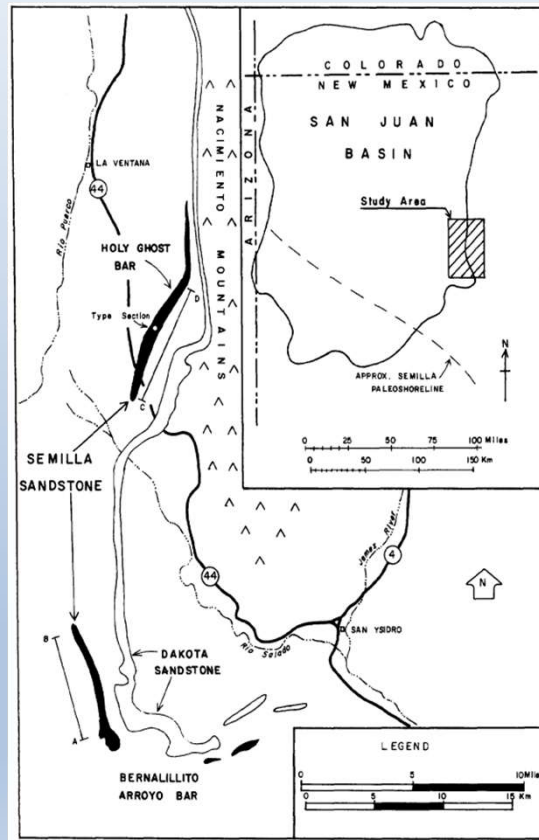 COLORADO
NEW MEXICO
SAN JUAN
BASIN
ARIZONA
Study Area
APPROX. SEMILLA
PALEOSHORELINE
N
0 25 50 75 100 Miles
0 50 100 150 Km
NACIMIENTO MOUNTAINS
LA VENTANA
44
Rio Puerco
HOLY GHOST
BAR
Type Section
D
C
SEMILLA
SANDSTONE
44
4
Jemez River
N
SAN YSIDRO
Rio Salado
B
A
DAKOTA
SANDSTONE
BERNALILLITO
ARROYO BAR
LEGEND
0 5 10 Miles
0 5 10 15 Km